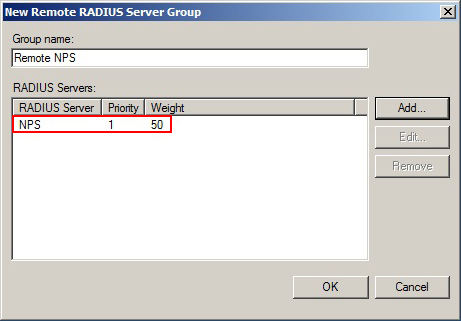 New Remote RADIUS Server Group
Group name:
Remote NPS
RADIUS Servers:
RADIUS Server Priority Weight
NPS 1 50
Add...
Edit...
Remove
OK Cancel